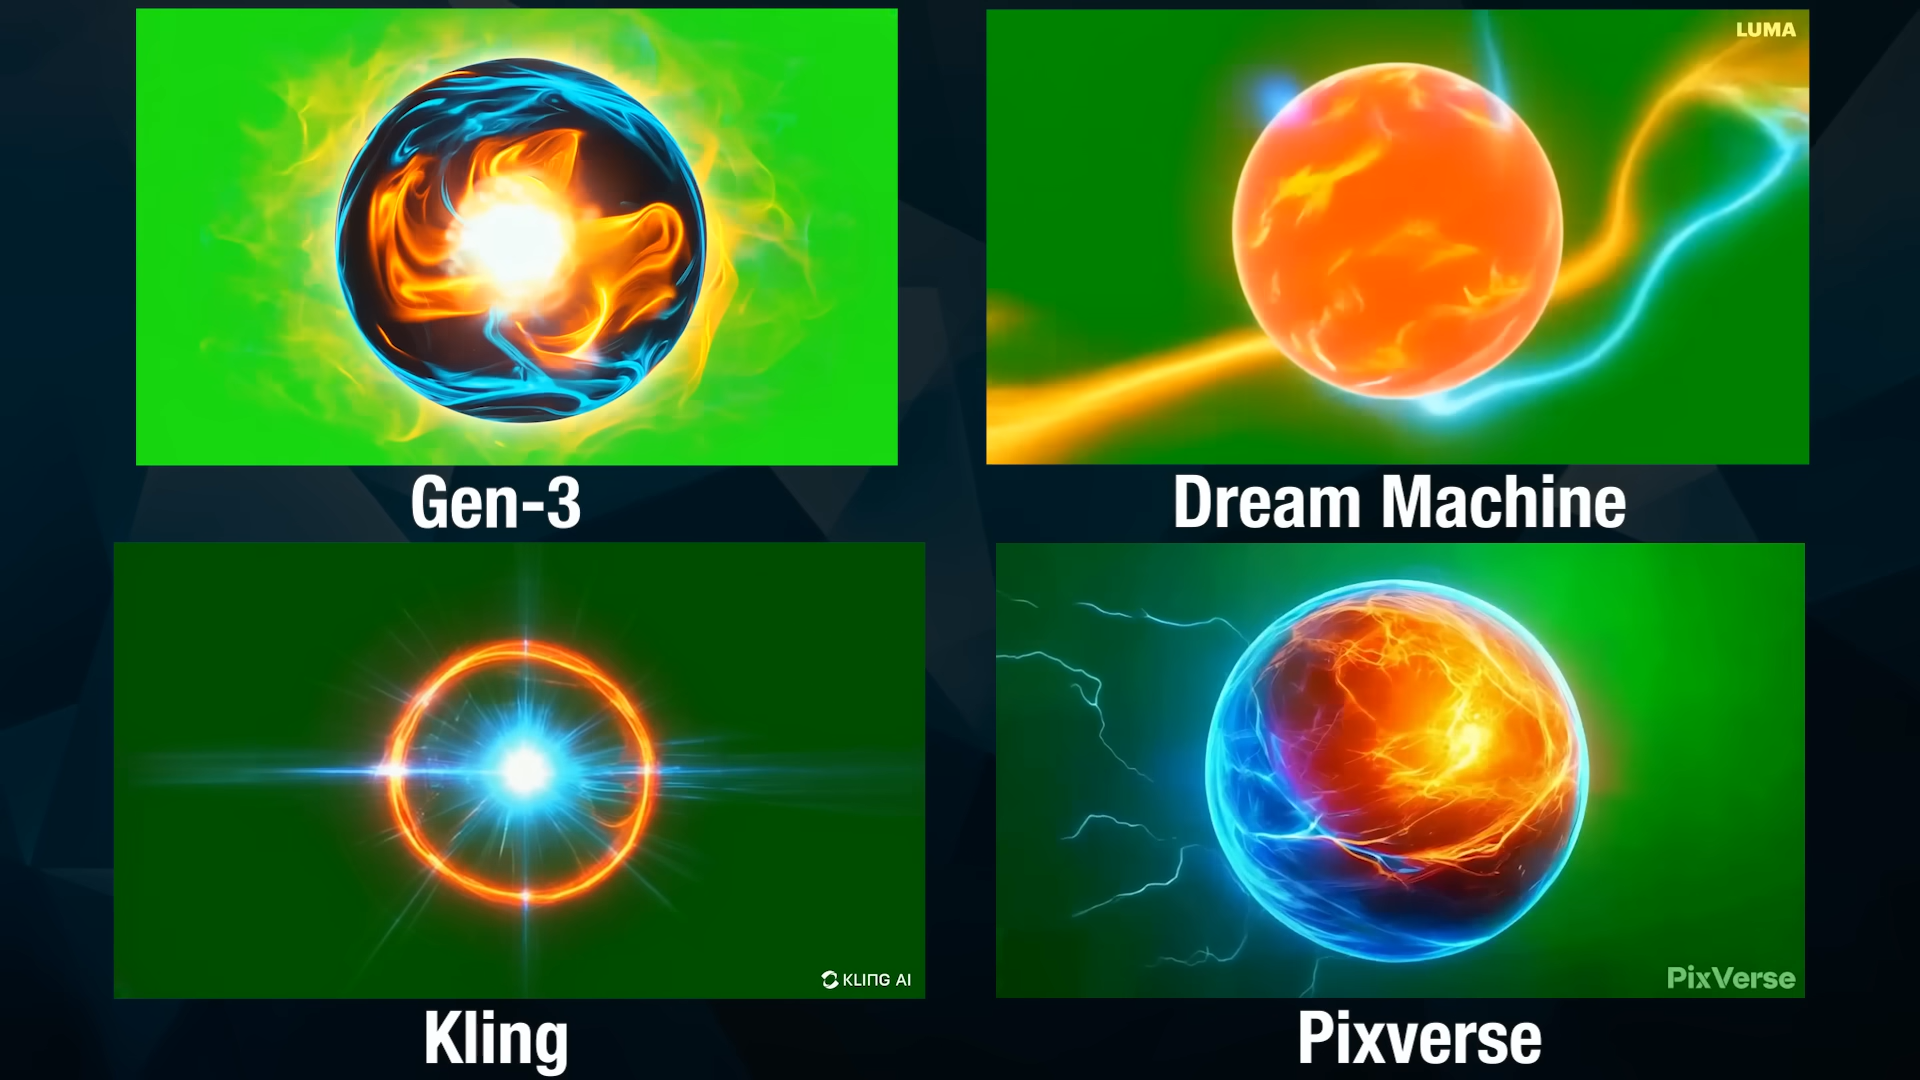 LUMA
Gen-3
Dream Machine
KLING AI
PixVerse
Kling
Pixverse